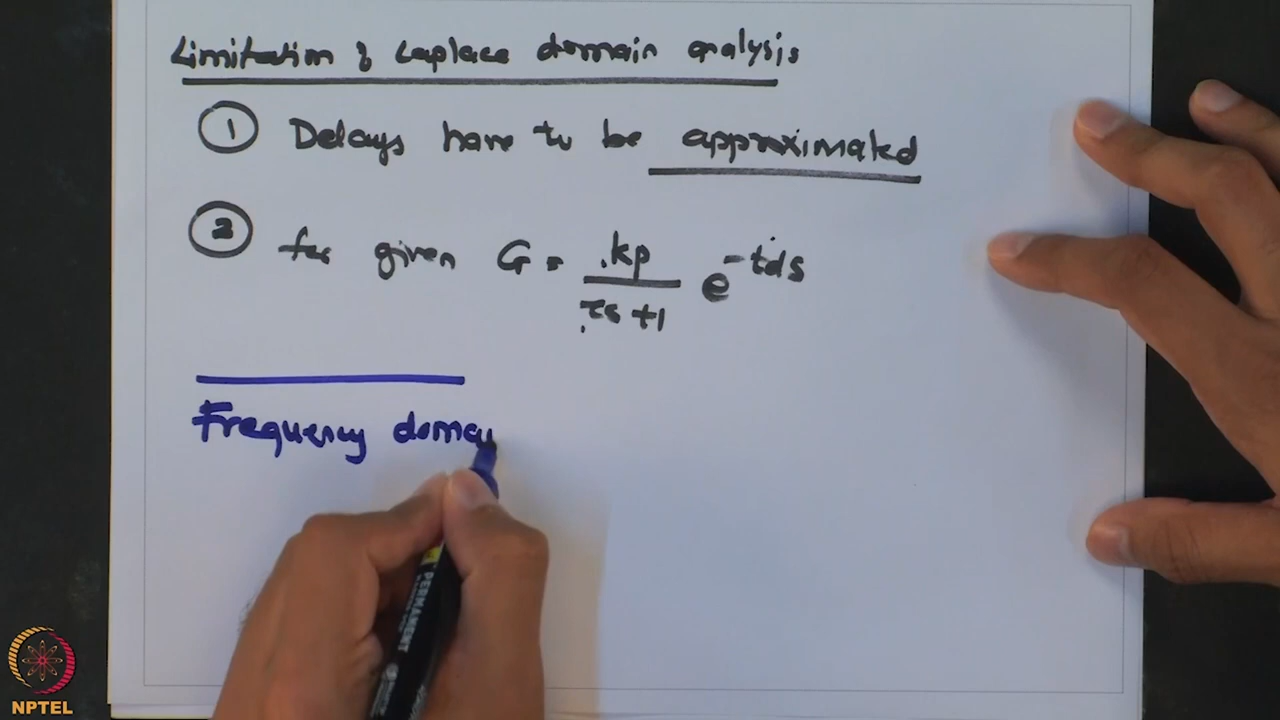 Limitation of Laplace domain analysis
① Delays have to be approximated
② for given G = kp / τs + 1 e^-tds
Frequency domai
PERMANENT
NPTEL